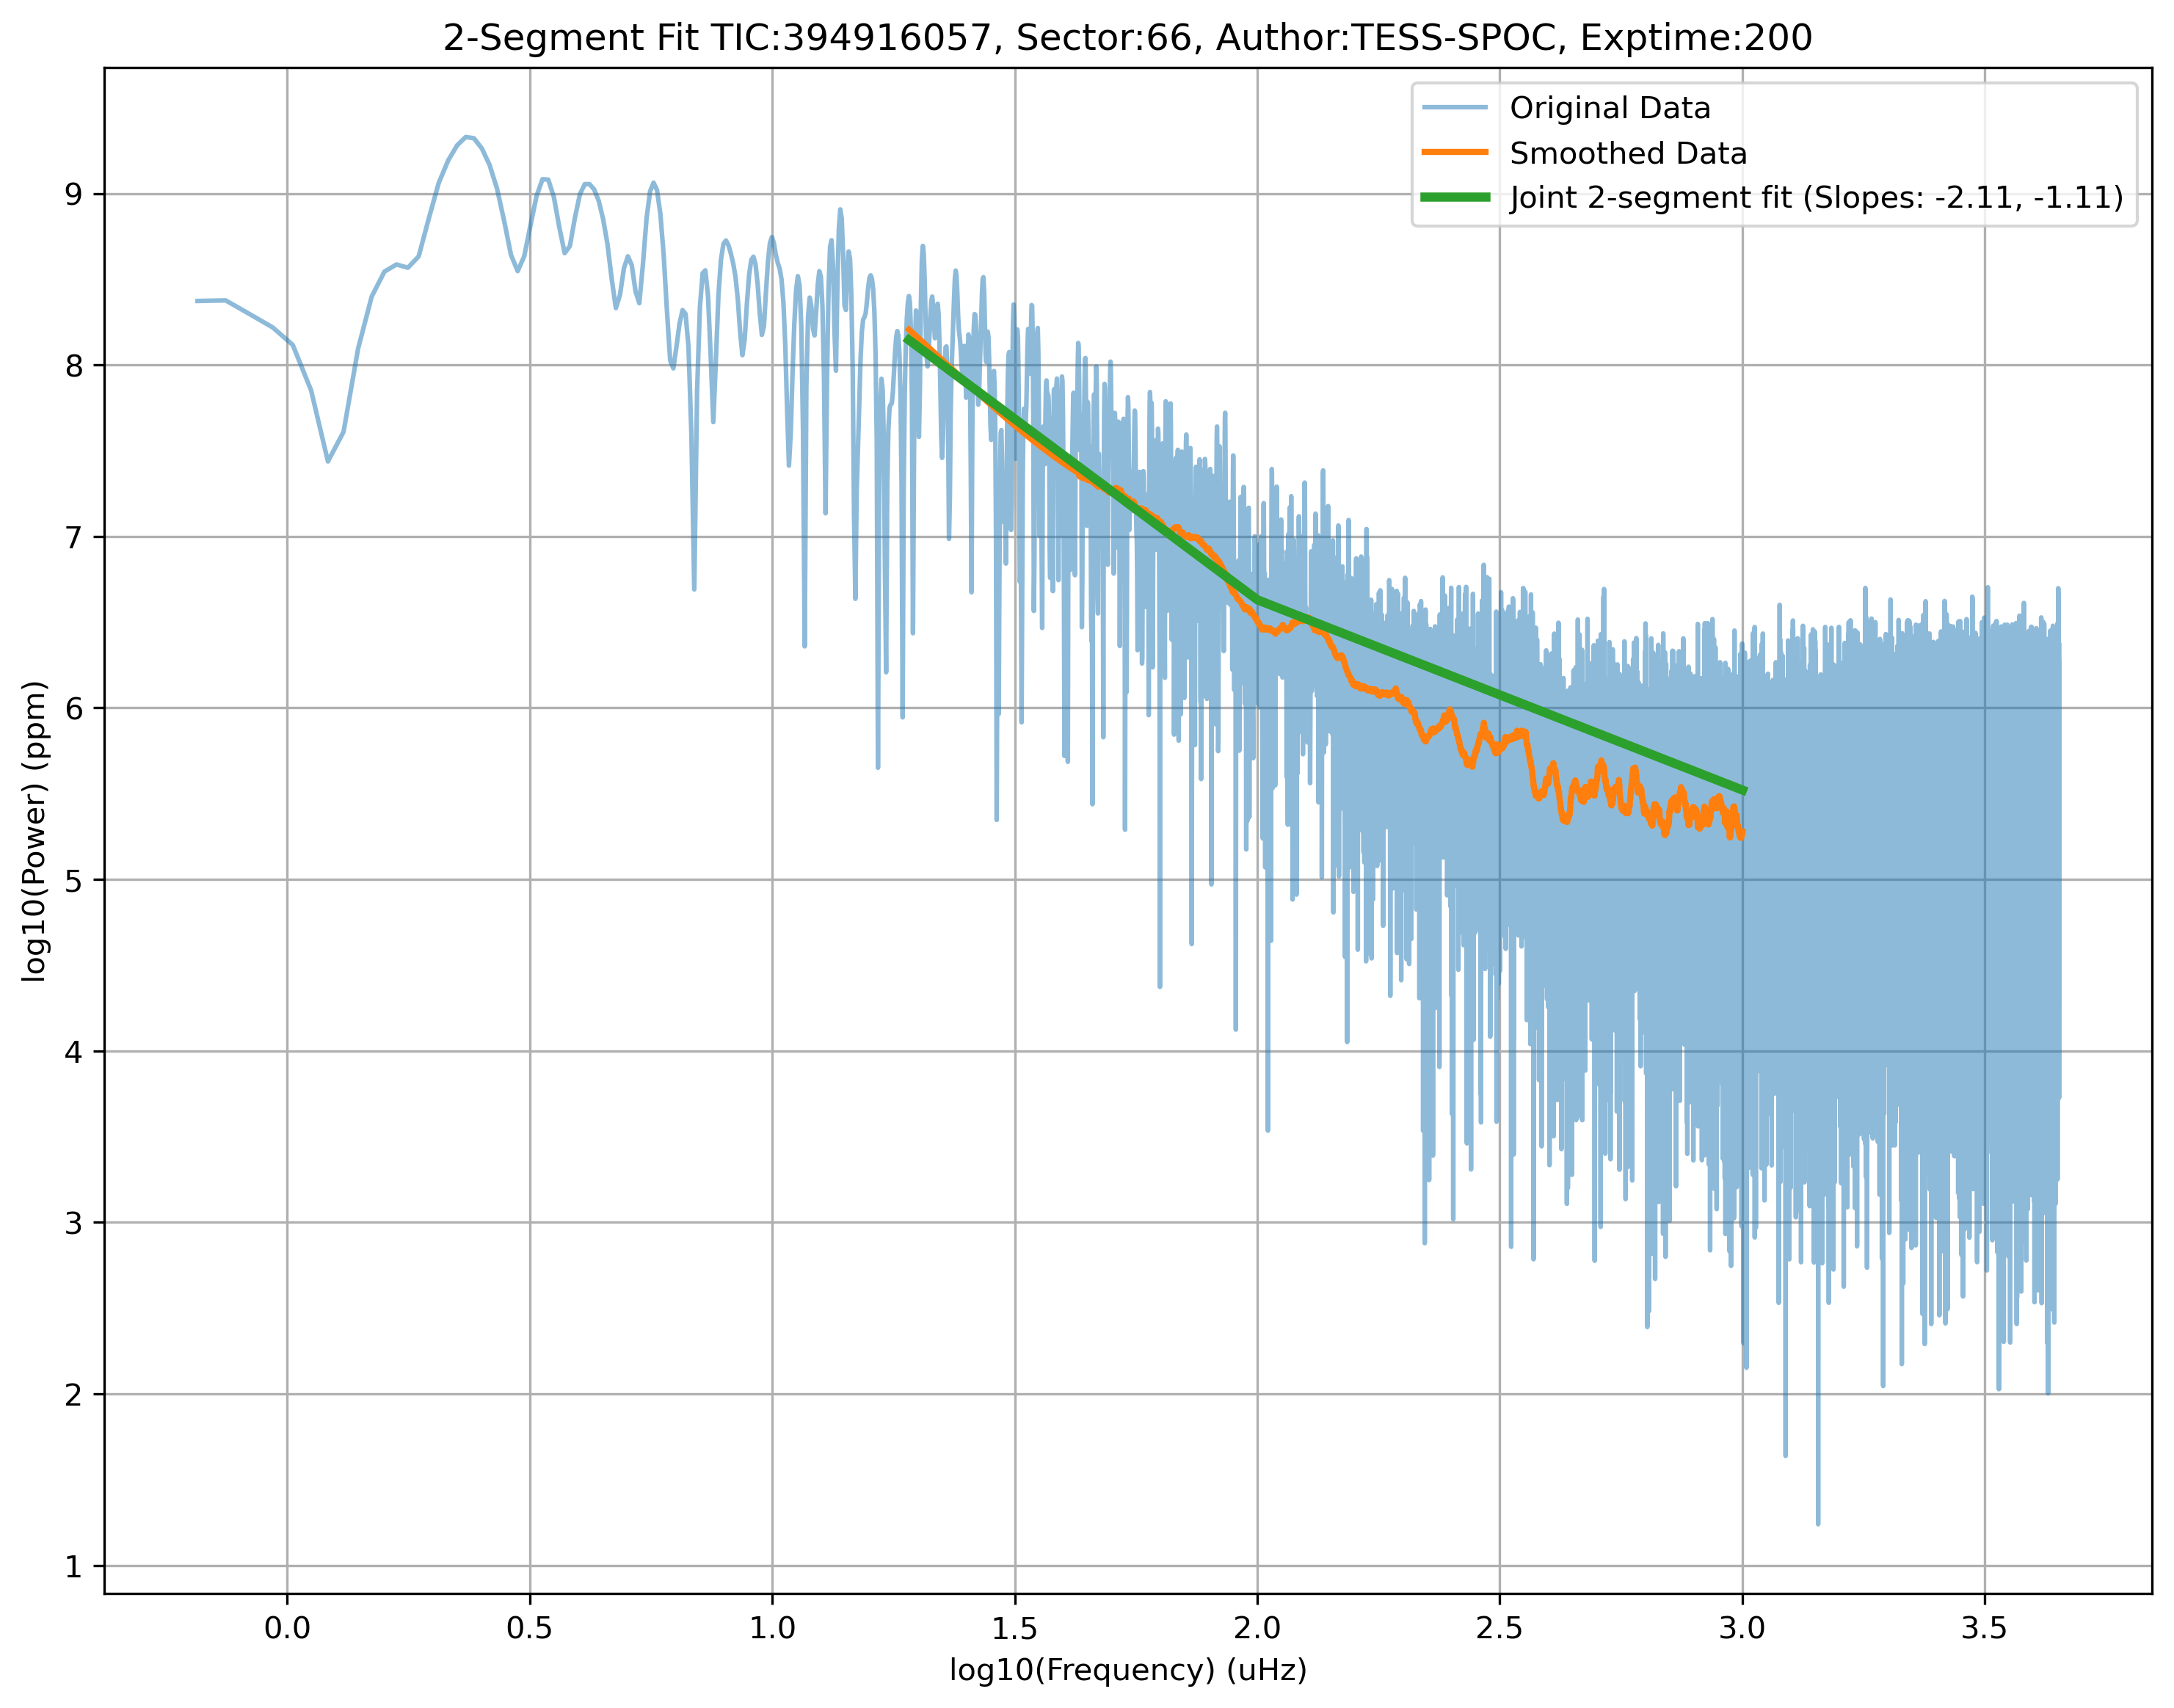 2-Segment Fit TIC:394916057, Sector:66, Author:TESS-SPOC, Exptime:200
Original Data
Smoothed Data
Joint 2-segment fit (Slopes: -2.11, -1.11)
log10(Power) (ppm)
9
8
7
6
5
4
3
2
1
0.0 0.5 1.0 1.5 2.0 2.5 3.0 3.5
log10(Frequency) (uHz)